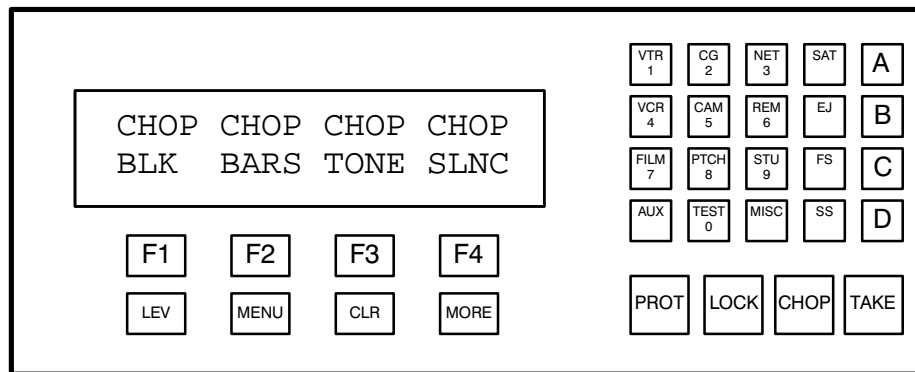 CHOP CHOP CHOP CHOP
BLK BARS TONE SLNC
F1 F2 F3 F4
LEV MENU CLR MORE
VTR 1 CG 2 NET 3 SAT A
VCR 4 CAM 5 REM 6 EJ B
FILM 7 PTCH 8 STU 9 FS C
AUX TEST 0 MISC SS D
PROT LOCK CHOP TAKE